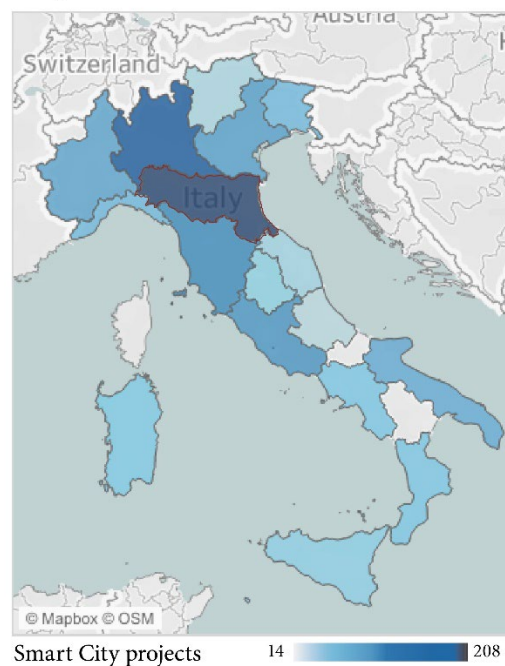 Austria
Switzerland
Italy
© Mapbox © OSM
Smart City projects
14
208